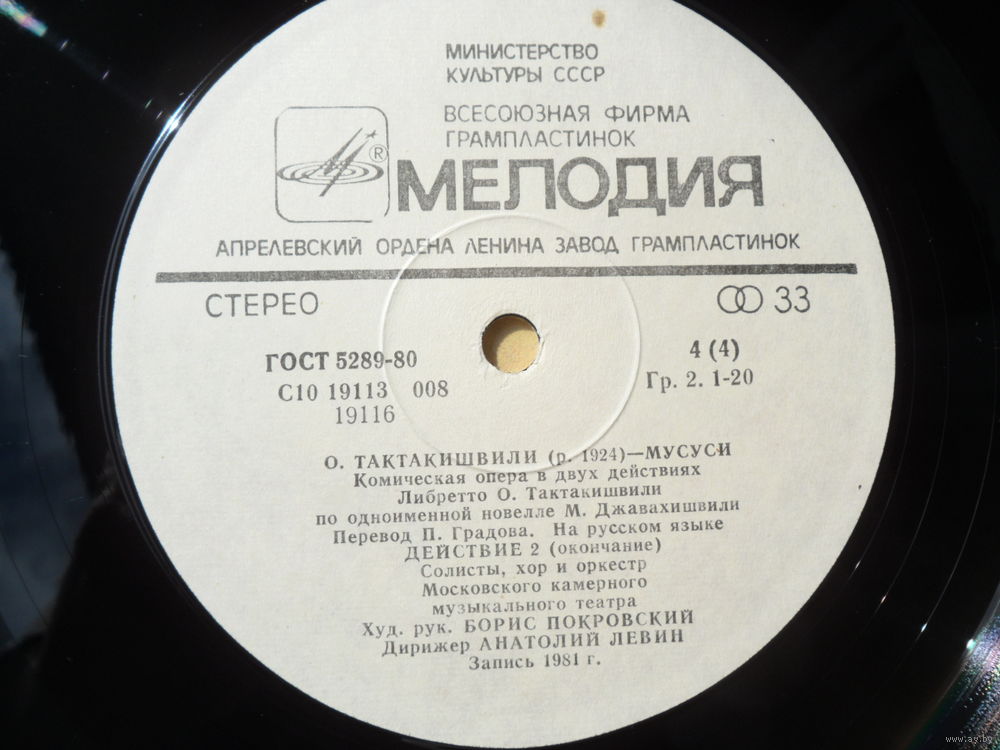 МИНИСТЕРСТВО
КУЛЬТУРЫ СССР
ВСЕСОЮЗНАЯ ФИРМА
ГРАМПЛАСТИНОК
®
МЕЛОДИЯ
АПРЕЛЕВСКИЙ ОРДЕНА ЛЕНИНА ЗАВОД ГРАМПЛАСТИНОК
СТЕРЕО 33
ГОСТ 5289-80 4 (4)
С10 19113 008 Гр. 2. 1-20
19116
О. ТАКТАКИШВИЛИ (р. 1924)—МУСУСИ
Комическая опера в двух действиях
Либретто О. Тактакишвили
по одноименной новелле М. Джавахишвили
Перевод П. Градова. На русском языке
ДЕЙСТВИЕ 2 (окончание)
Солисты, хор и оркестр
Московского камерного
музыкального театра
Худ. рук. БОРИС ПОКРОВСКИЙ
Дирижер АНАТОЛИЙ ЛЕВИН
Запись 1981 г.
www.ay.by